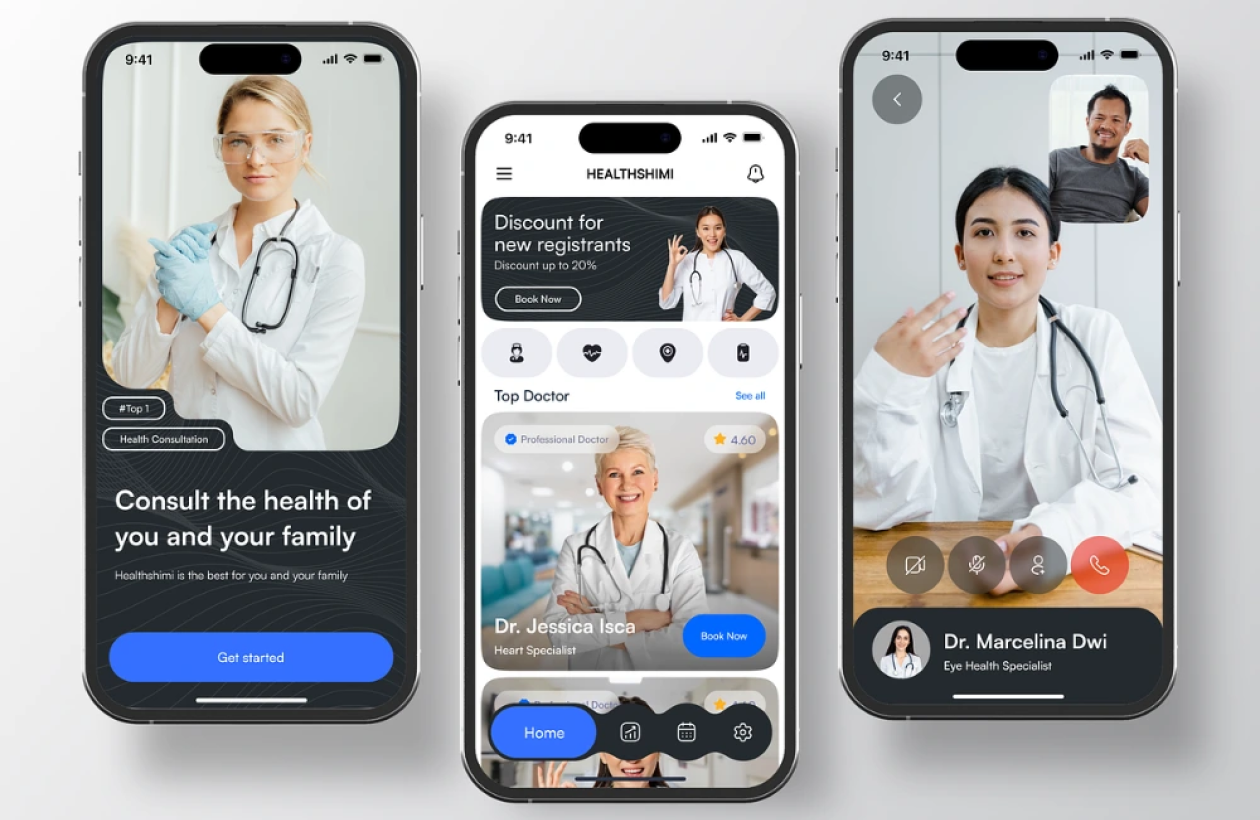 9:41
#Top 1
Health Consultation
Consult the health of
you and your family
Healthshimi is the best for you and your family
Get started
9:41
HEALTHSHIMI
Discount for
new registrants
Discount up to 20%
Book Now
Top Doctor
See all
Professional Doctor
4.60
Dr. Jessica Isca
Heart Specialist
Book Now
Professional Docto
Home
9:41
Dr. Marcelina Dwi
Eye Health Specialist